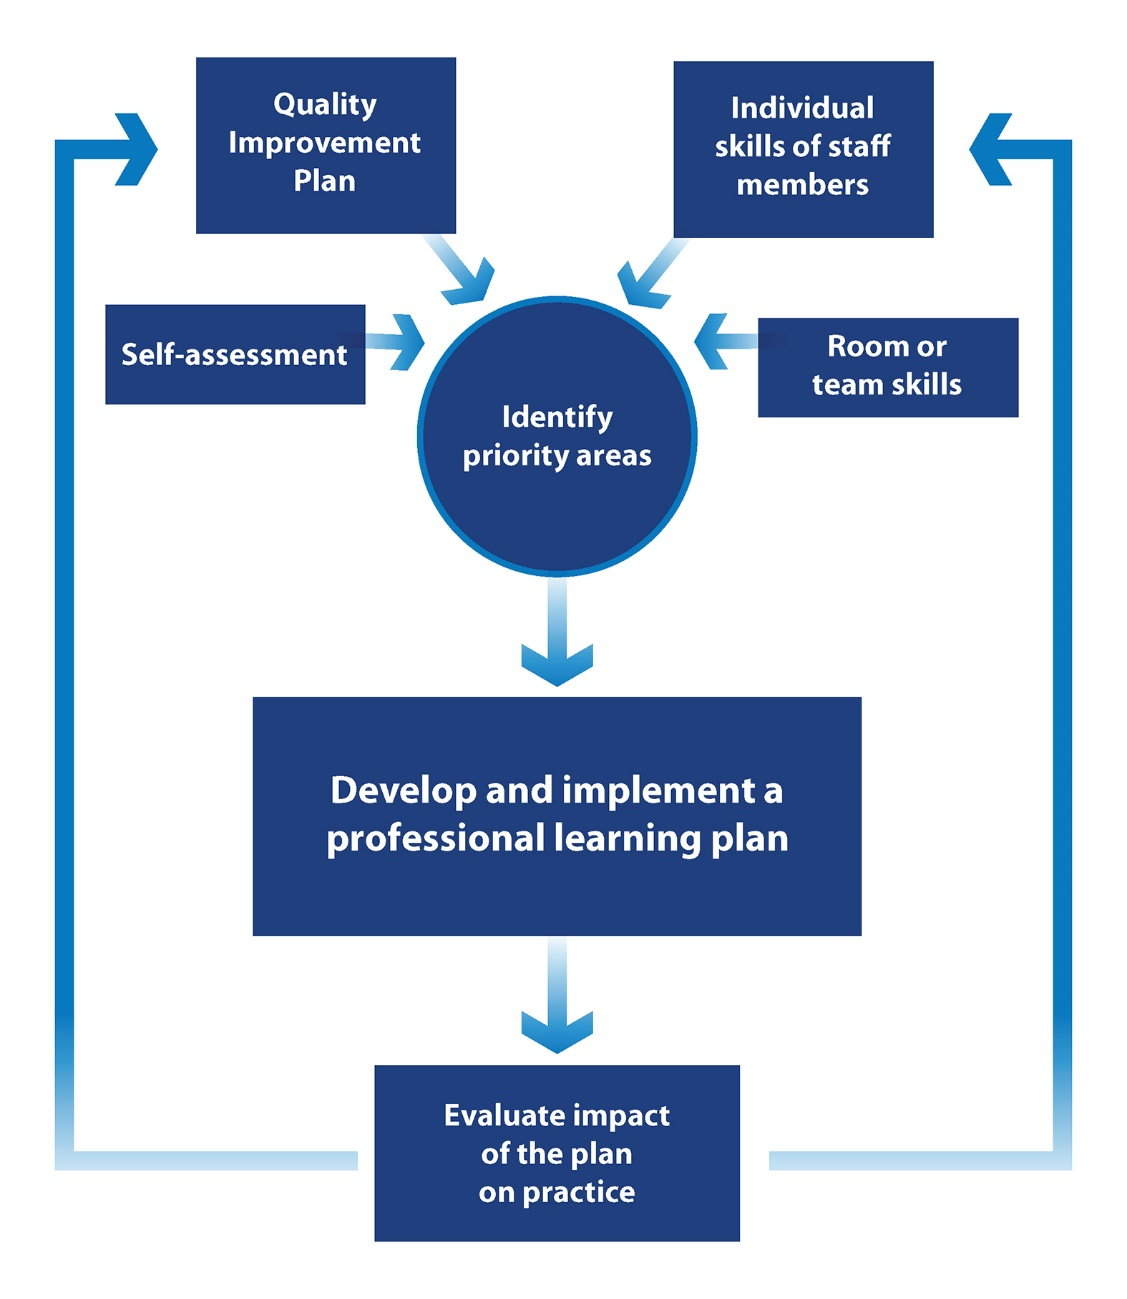 Quality
Improvement
Plan
Individual
skills of staff
members
Self-assessment
Room or
team skills
Identify
priority areas
Develop and implement a
professional learning plan
Evaluate impact
of the plan
on practice